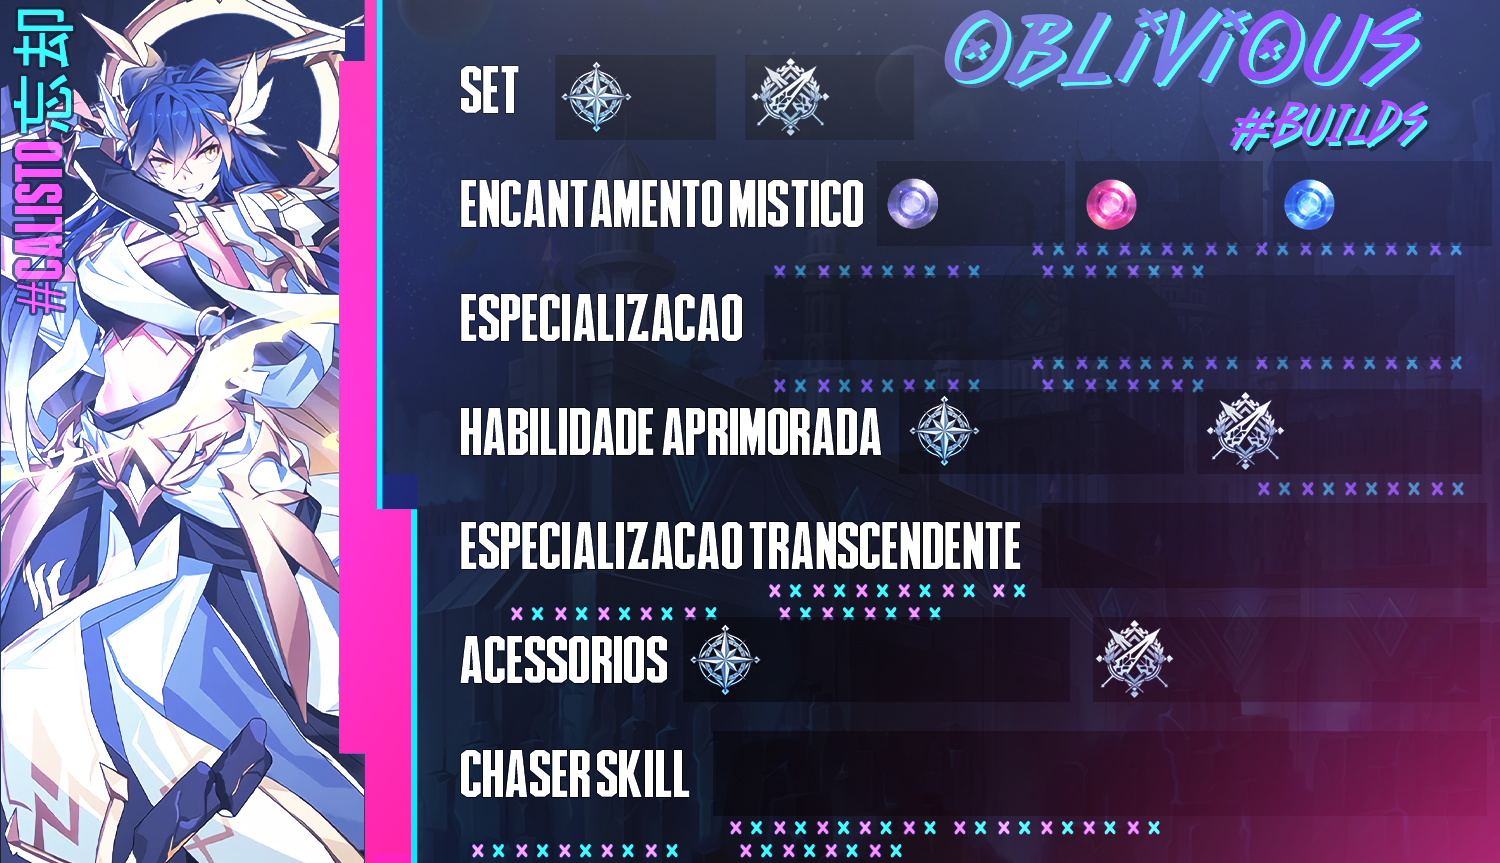 #CALISTO忘却
OBLiViOUS
#BUILDS
SET
ENCANTAMENTO MISTICO
ESPECIALIZACAO
HABILIDADE APRIMORADA
ESPECIALIZACAO TRANSCENDENTE
ACESSORIOS
CHASER SKILL